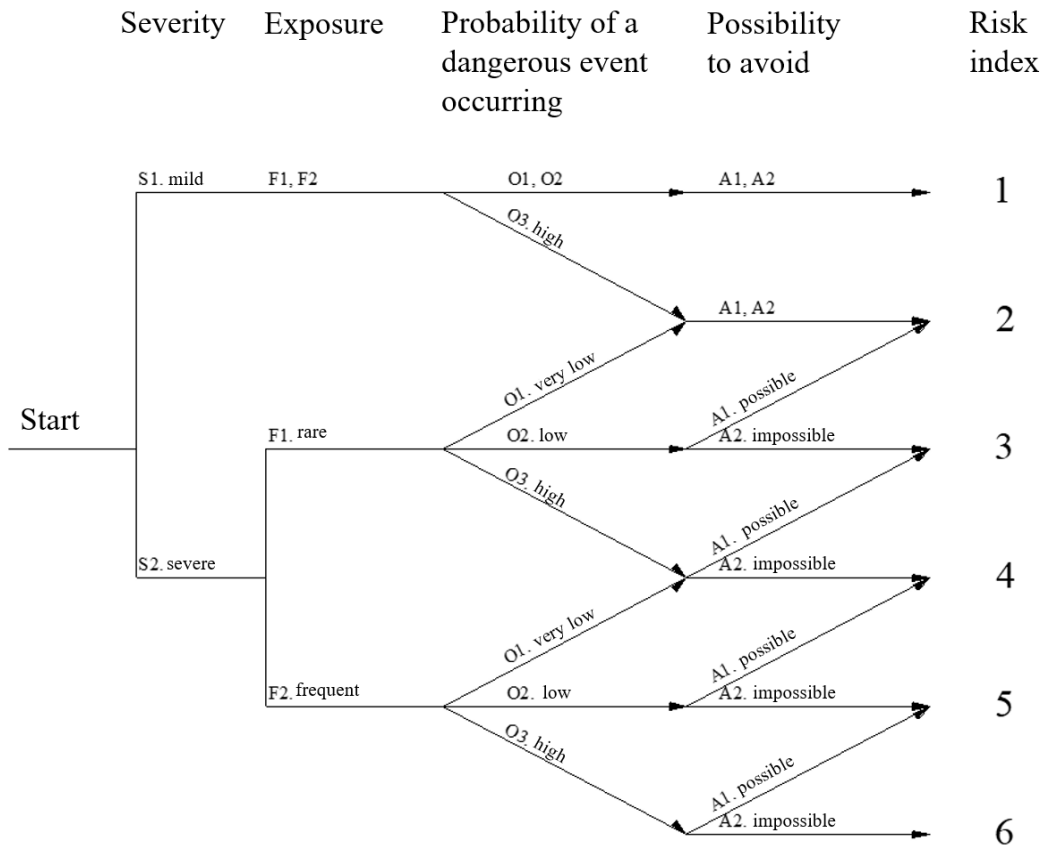 Severity
Exposure
Probability of a
dangerous event
occurring
Possibility
to avoid
Risk
index
S1. mild
F1, F2
O1, O2
A1, A2
1
O3. high
A1, A2
2
O1. very low
A1. possible
Start
F1. rare
O2. low
A2. impossible
3
O3. high
A1. possible
S2. severe
A2. impossible
4
O1. very low
A1. possible
F2. frequent
O2. low
A2. impossible
5
O3. high
A1. possible
A2. impossible
6